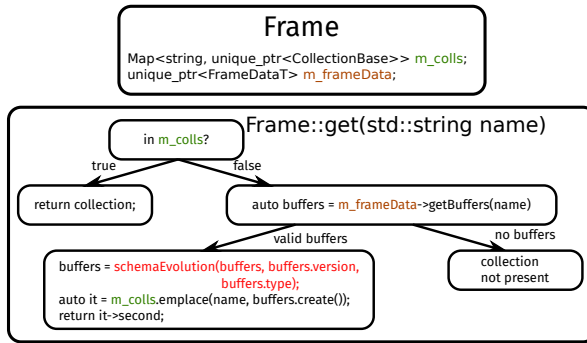 Frame
Map<string, unique_ptr<CollectionBase>> m_colls;
unique_ptr<FrameDataT> m_frameData;
Frame::get(std::string name)
in m_colls?
true
false
return collection;
auto buffers = m_frameData->getBuffers(name)
valid buffers
no buffers
buffers = schemaEvolution(buffers, buffers.version,
buffers.type);
auto it = m_colls.emplace(name, buffers.create());
return it->second;
collection
not present